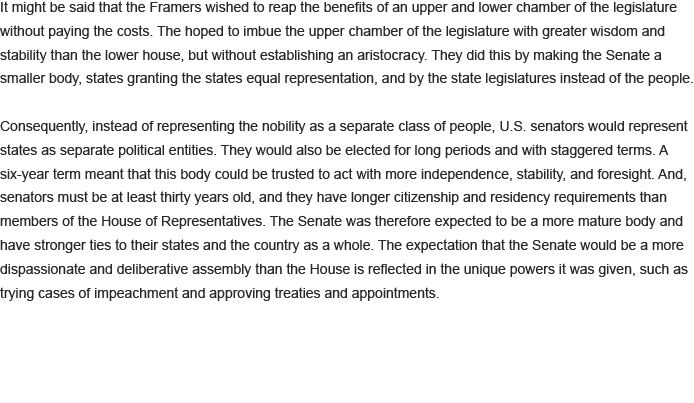 It might be said that the Framers wished to reap the benefits of an upper and lower chamber of the legislature
without paying the costs. The hoped to imbue the upper chamber of the legislature with greater wisdom and
stability than the lower house, but without establishing an aristocracy. They did this by making the Senate a
smaller body, states granting the states equal representation, and by the state legislatures instead of the people.

Consequently, instead of representing the nobility as a separate class of people, U.S. senators would represent
states as separate political entities. They would also be elected for long periods and with staggered terms. A
six-year term meant that this body could be trusted to act with more independence, stability, and foresight. And,
senators must be at least thirty years old, and they have longer citizenship and residency requirements than
members of the House of Representatives. The Senate was therefore expected to be a more mature body and
have stronger ties to their states and the country as a whole. The expectation that the Senate would be a more
dispassionate and deliberative assembly than the House is reflected in the unique powers it was given, such as
trying cases of impeachment and approving treaties and appointments.